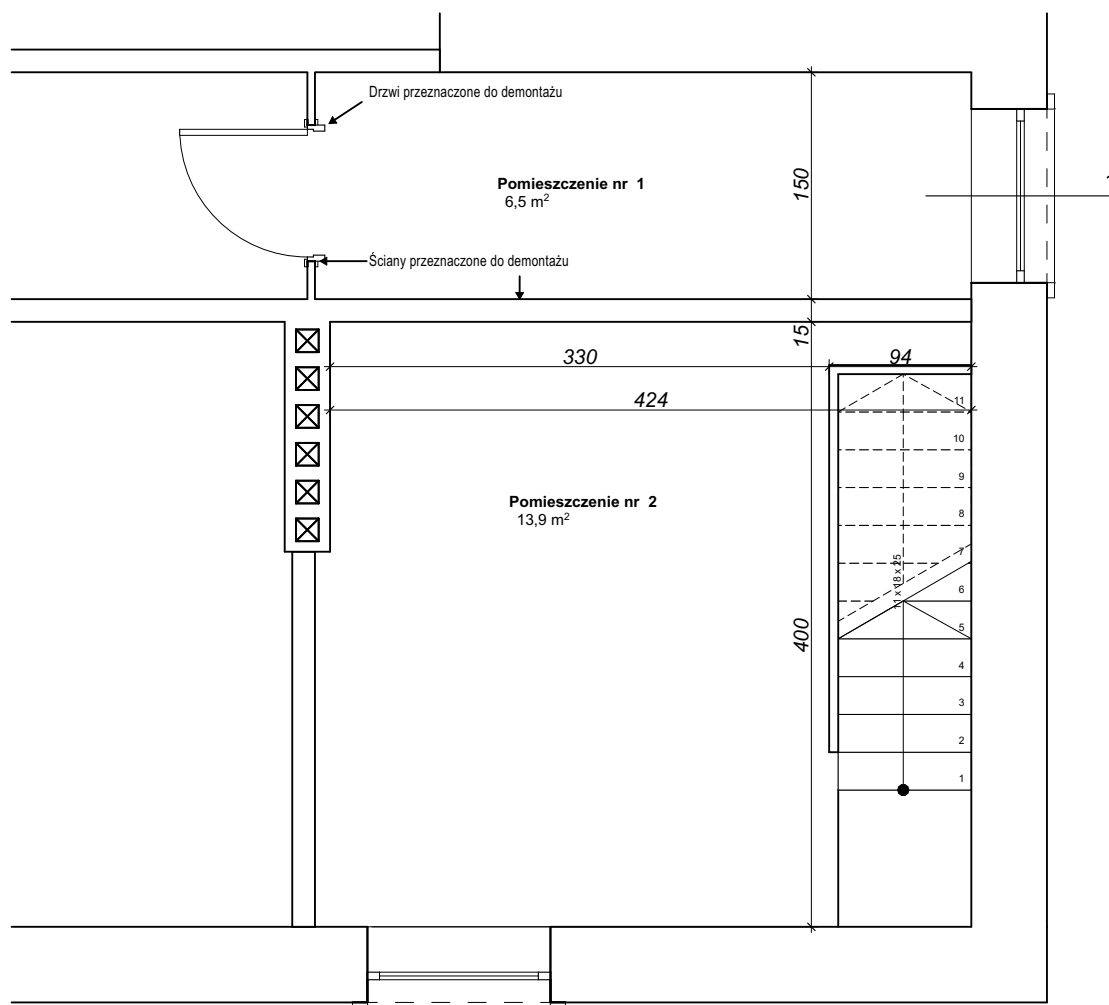 Drzwi przeznaczone do demontażu
Pomieszczenie nr 1
6,5 m²
150
1
Ściany przeznaczone do demontażu
15
330
94
424
11
10
9
8
7
6
5
4
3
2
1
11 x 18 x 25
Pomieszczenie nr 2
13,9 m²
400